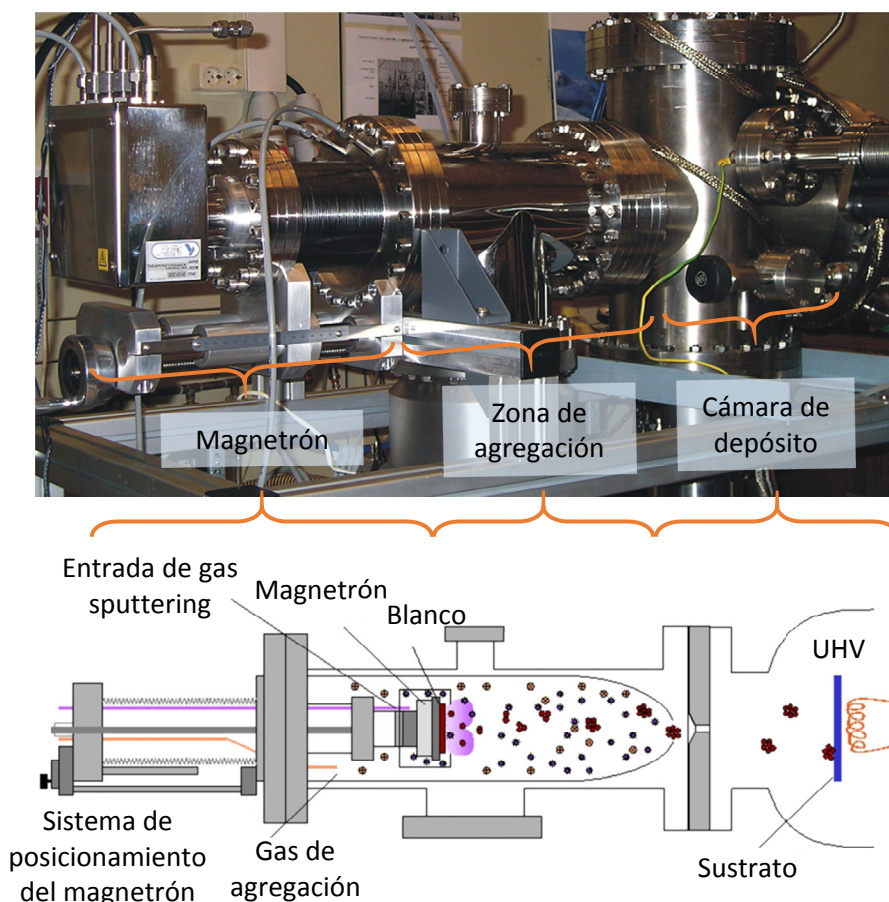 Magnetrón
Zona de
agregación
Cámara de
depósito
Entrada de gas
sputtering
Magnetrón
Blanco
UHV
Sistema de
posicionamiento
del magnetrón
Gas de
agregación
Sustrato